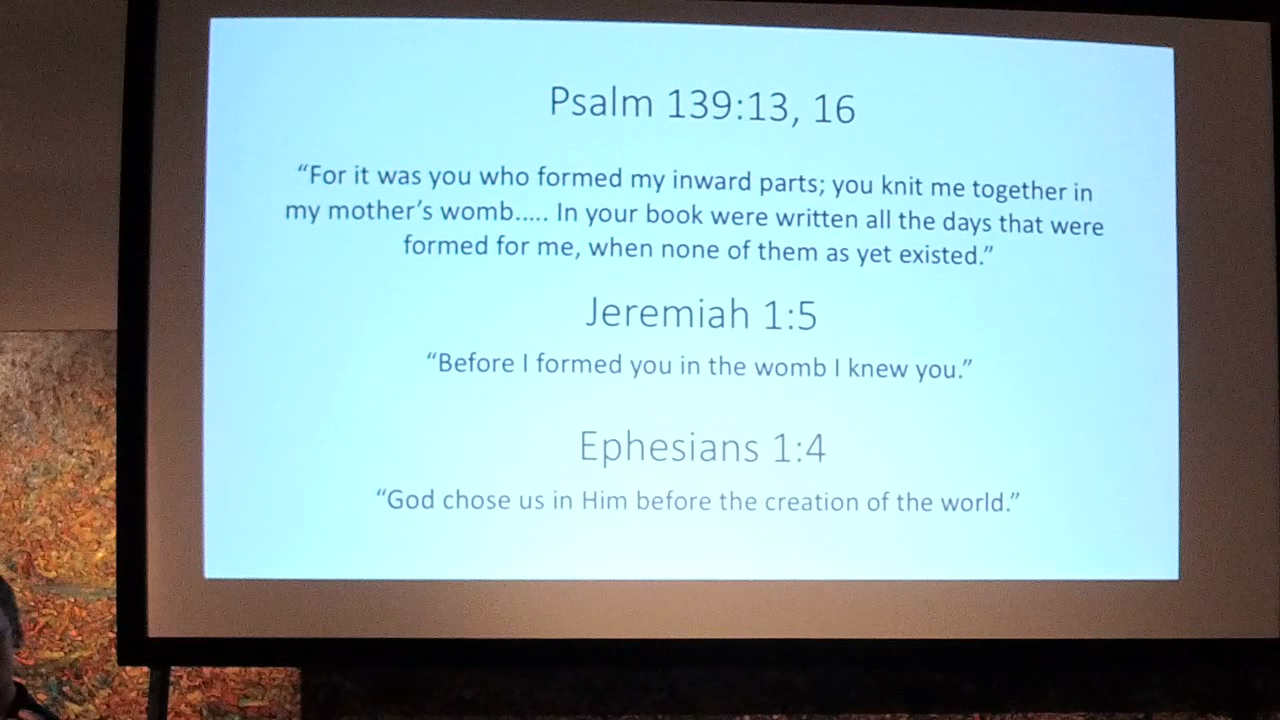 Psalm 139:13, 16
“For it was you who formed my inward parts; you knit me together in
my mother’s womb..... In your book were written all the days that were
formed for me, when none of them as yet existed.”
Jeremiah 1:5
“Before I formed you in the womb I knew you.”
Ephesians 1:4
“God chose us in Him before the creation of the world.”